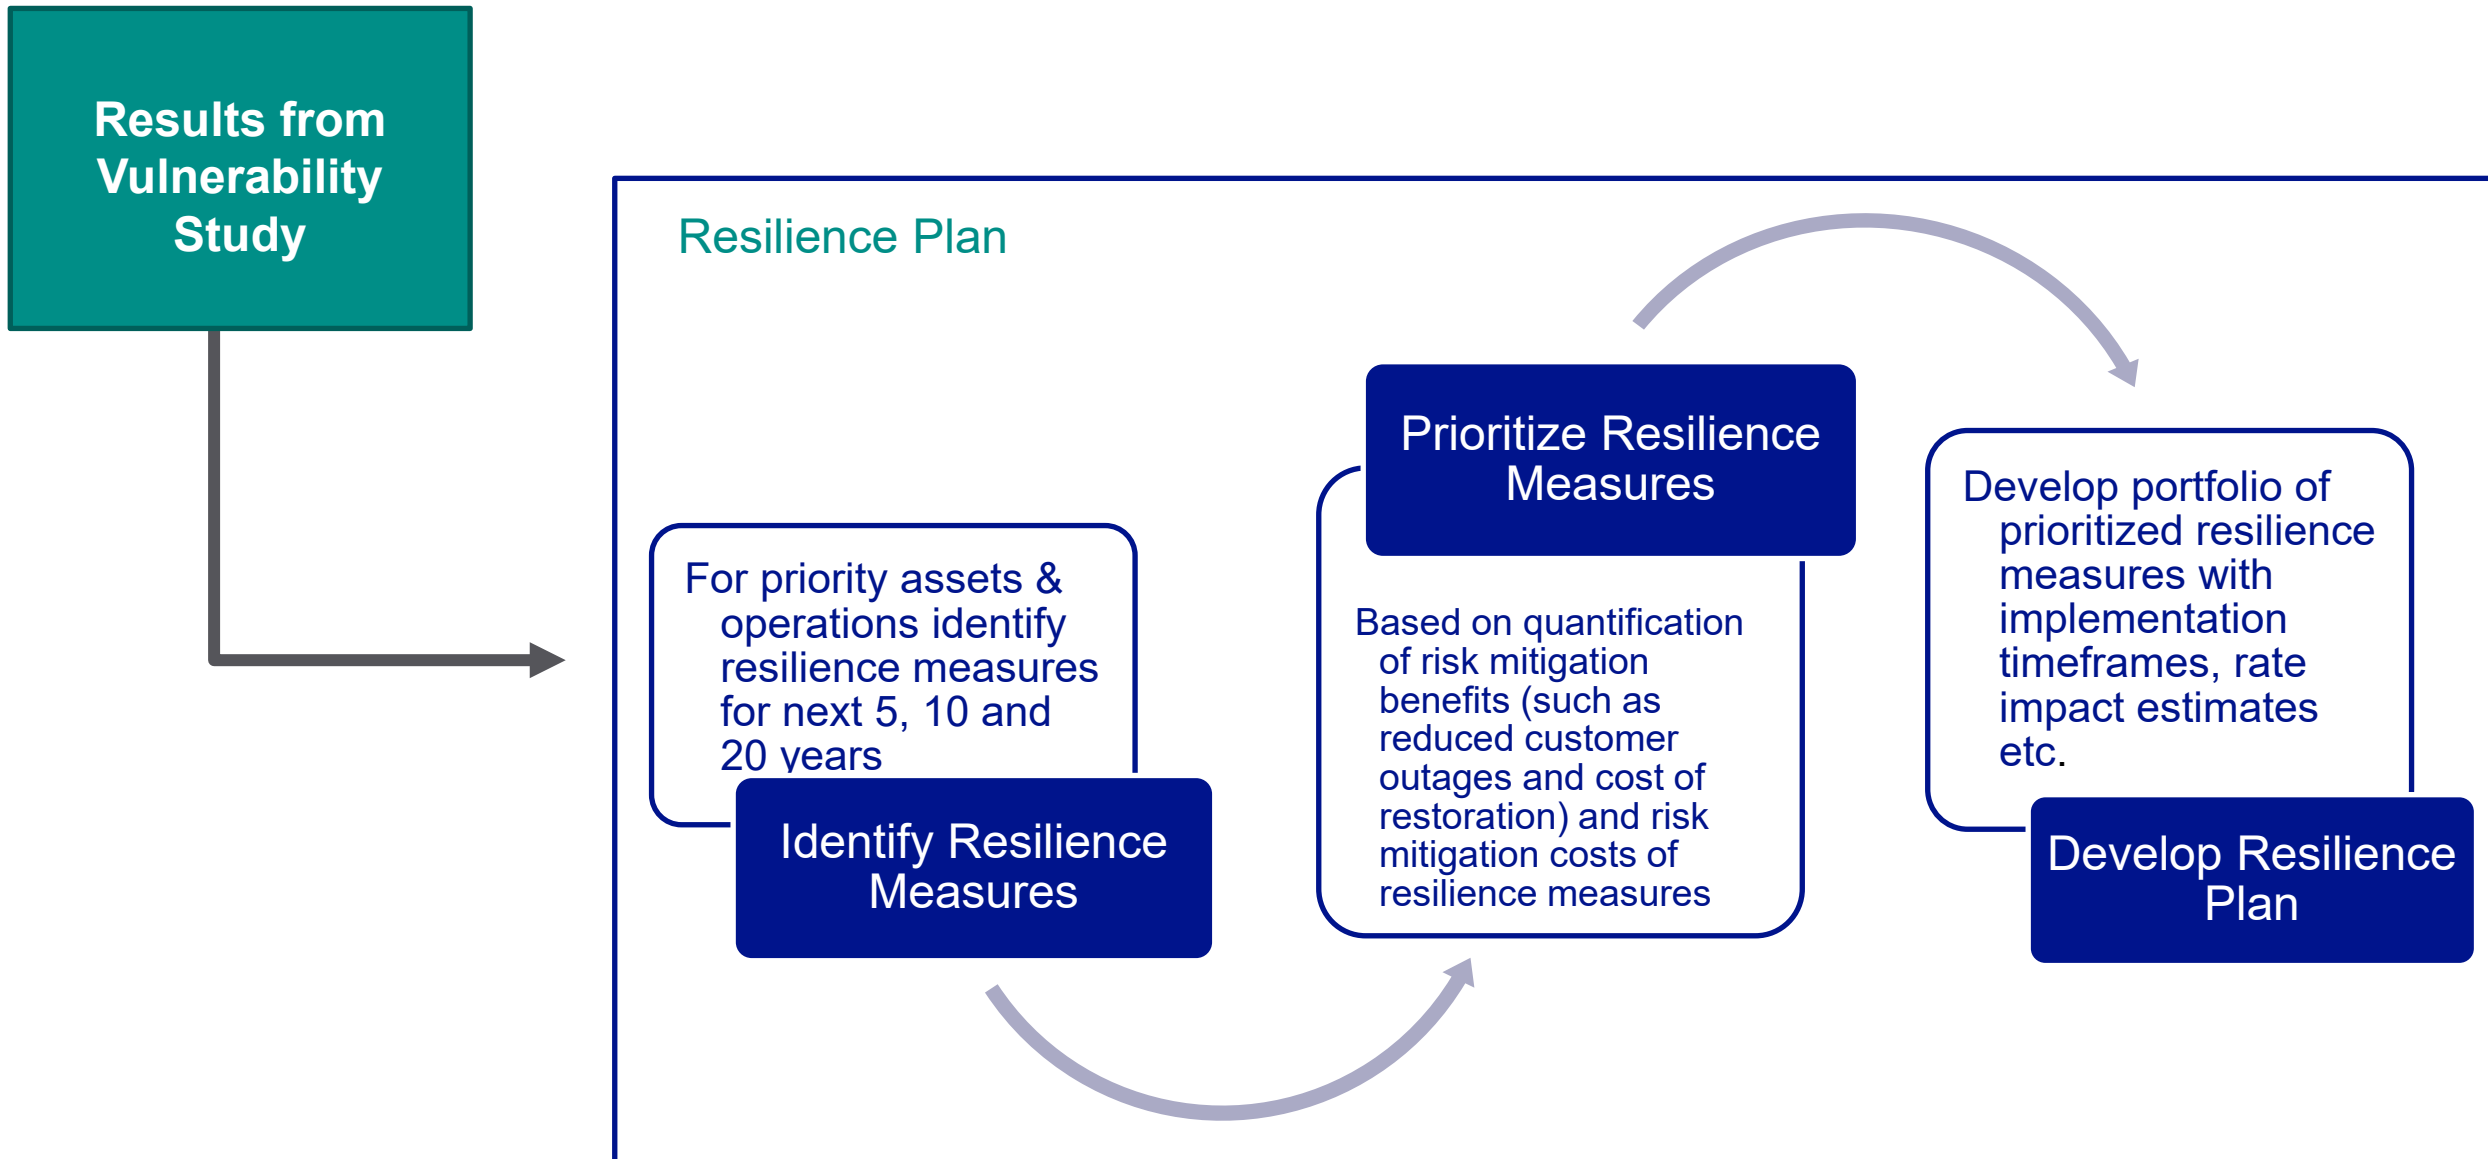 Results from
Vulnerability
Study
Resilience Plan
For priority assets &
operations identify
resilience measures
for next 5, 10 and
20 years
Identify Resilience
Measures
Prioritize Resilience
Measures
Based on quantification
of risk mitigation
benefits (such as
reduced customer
outages and cost of
restoration) and risk
mitigation costs of
resilience measures
Develop portfolio of
prioritized resilience
measures with
implementation
timeframes, rate
impact estimates
etc.
Develop Resilience
Plan